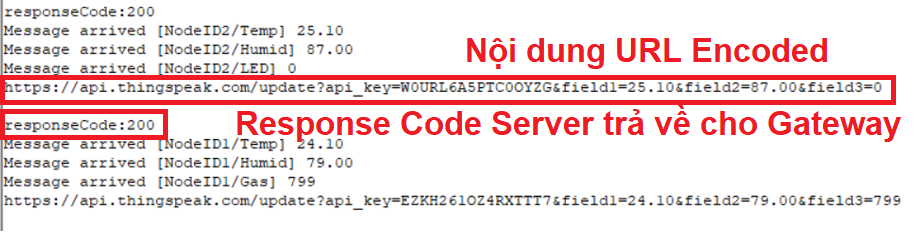 responseCode:200
Message arrived [NodeID2/Temp] 25.10
Message arrived [NodeID2/Humid] 87.00
Nội dung URL Encoded
Message arrived [NodeID2/LED] 0
https://api.thingspeak.com/update?api_key=W0URL6A5PTC0OYZG&field1=25.10&field2=87.00&field3=0
responseCode:200
Response Code Server trả về cho Gateway
Message arrived [NodeID1/Temp] 24.10
Message arrived [NodeID1/Humid] 79.00
Message arrived [NodeID1/Gas] 799
https://api.thingspeak.com/update?api_key=EZKH261OZ4RXTTT7&field1=24.10&field2=79.00&field3=799